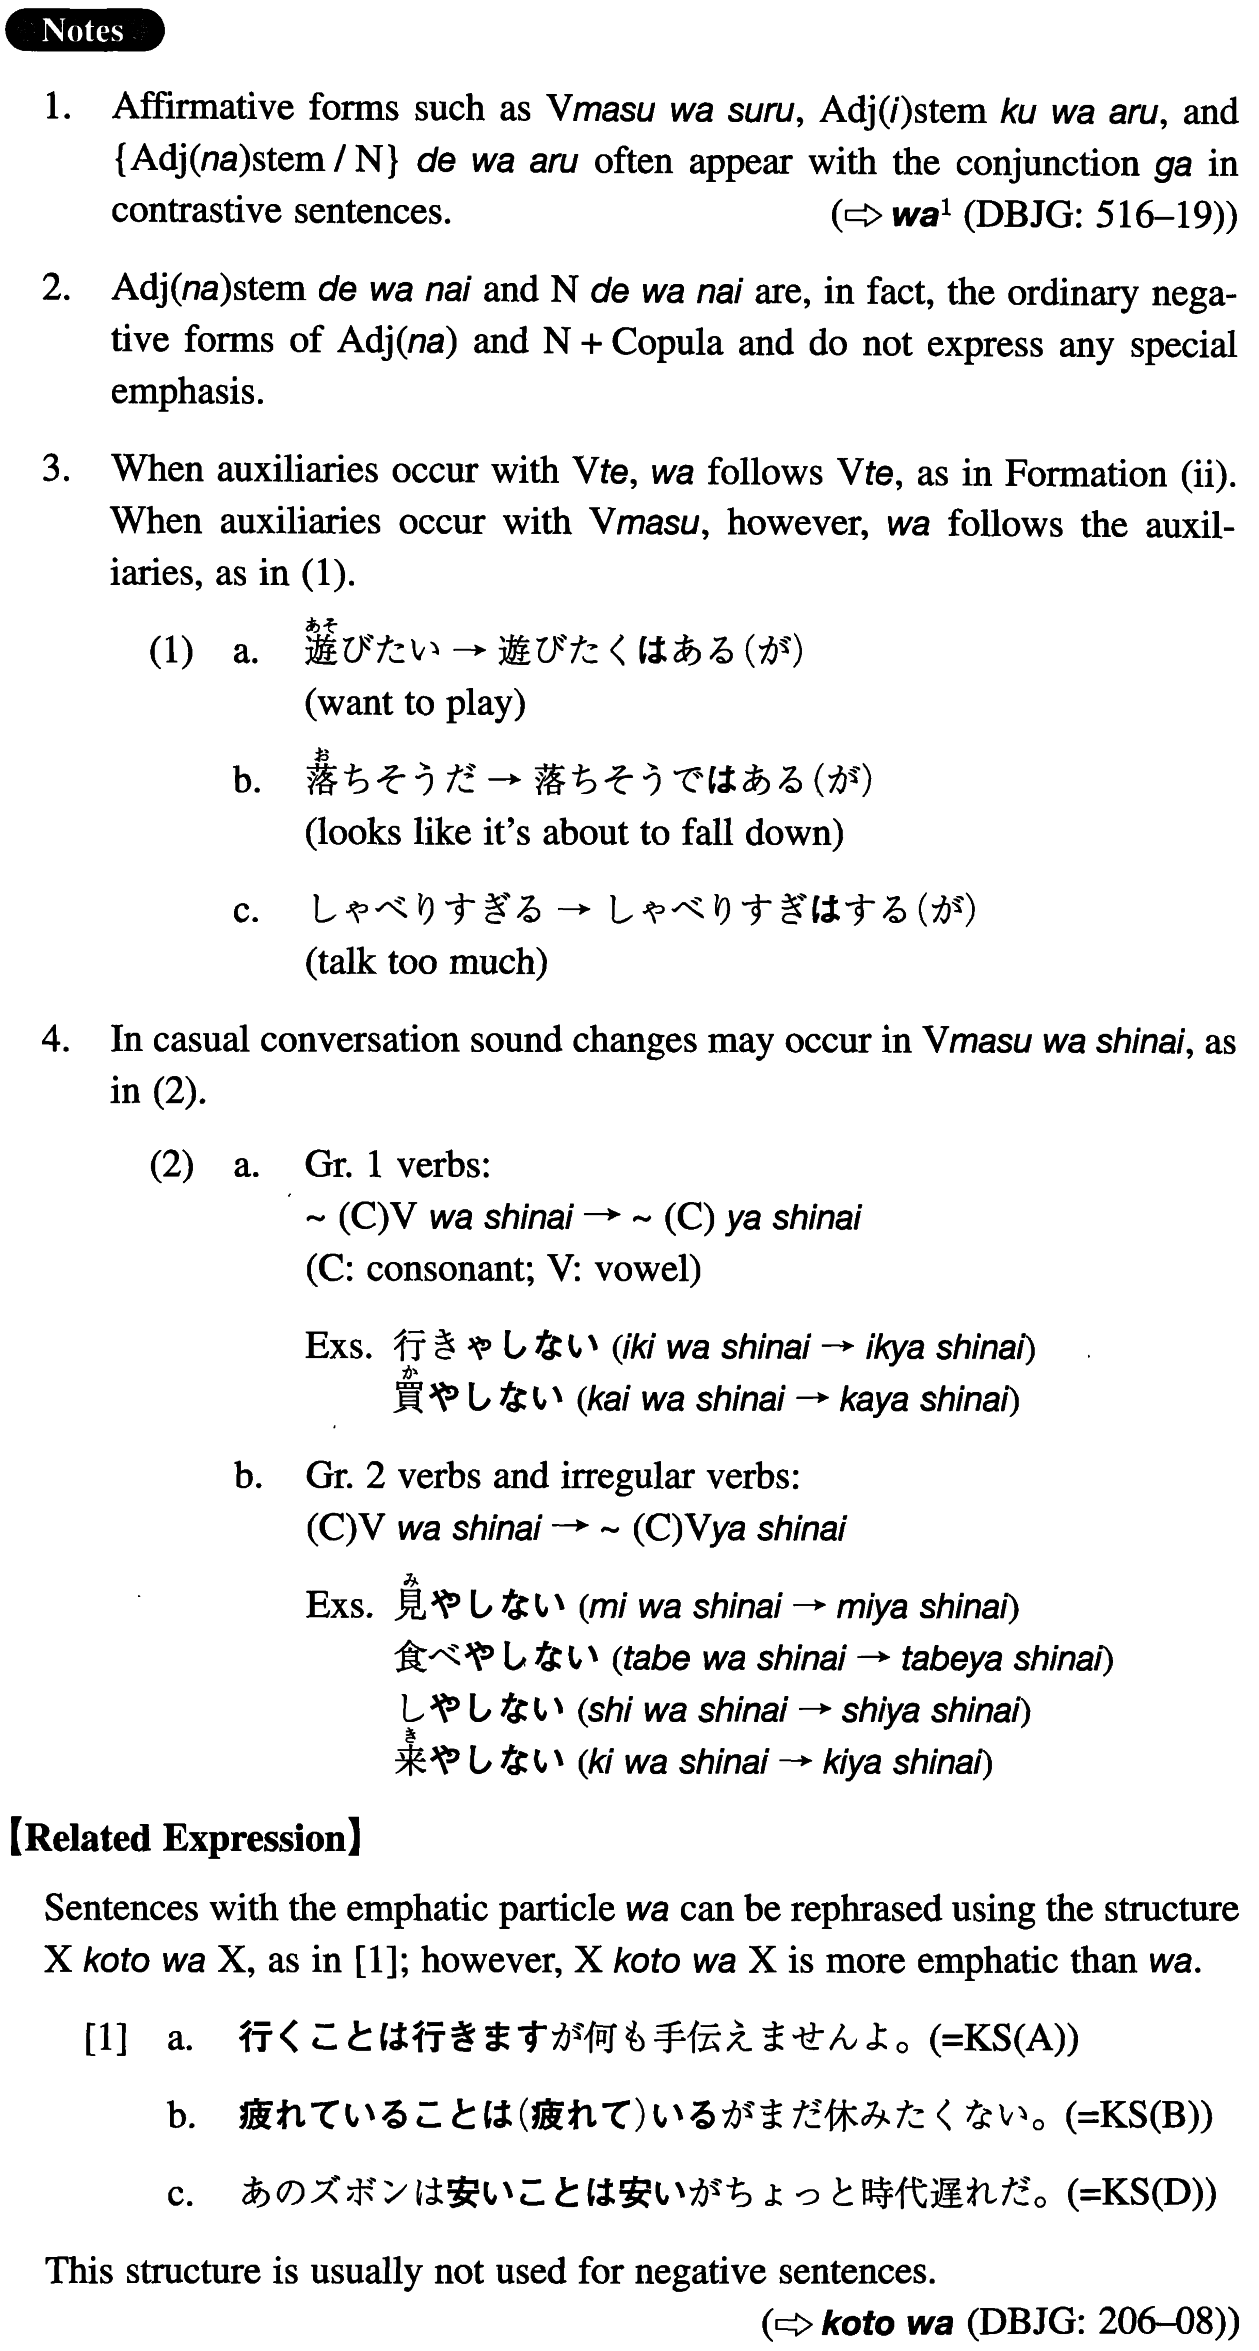 Notes
1. Affirmative forms such as Vmasu wa suru, Adj(i)stem ku wa aru, and
{Adj(na)stem / N} de wa aru often appear with the conjunction ga in
contrastive sentences. (⇨ wa¹ (DBJG: 516–19))
2. Adj(na)stem de wa nai and N de wa nai are, in fact, the ordinary nega-
tive forms of Adj(na) and N + Copula and do not express any special
emphasis.
3. When auxiliaries occur with Vte, wa follows Vte, as in Formation (ii).
When auxiliaries occur with Vmasu, however, wa follows the auxil-
iaries, as in (1).
あそ
(1) a. 遊びたい → 遊びたくはある(が)
(want to play)
お
b. 落ちそうだ → 落ちそうではある(が)
(looks like it's about to fall down)
c. しゃべりすぎる → しゃべりすぎはする(が)
(talk too much)
4. In casual conversation sound changes may occur in Vmasu wa shinai, as
in (2).
(2) a. Gr. 1 verbs:
~ (C)V wa shinai → ~ (C) ya shinai
(C: consonant; V: vowel)
Exs. 行きゃしない (iki wa shinai → ikya shinai)
か
買やしない (kai wa shinai → kaya shinai)
b. Gr. 2 verbs and irregular verbs:
(C)V wa shinai → ~ (C)Vya shinai
み
Exs. 見やしない (mi wa shinai → miya shinai)
食べやしない (tabe wa shinai → tabeya shinai)
しやしない (shi wa shinai → shiya shinai)
き
来やしない (ki wa shinai → kiya shinai)
【Related Expression】
Sentences with the emphatic particle wa can be rephrased using the structure
X koto wa X, as in [1]; however, X koto wa X is more emphatic than wa.
[1] a. 行くことは行きますが何も手伝えませんよ。(=KS(A))
b. 疲れていることは(疲れて)いるがまだ休みたくない。(=KS(B))
c. あのズボンは安いことは安いがちょっと時代遅れだ。(=KS(D))
This structure is usually not used for negative sentences.
(⇨ koto wa (DBJG: 206–08))